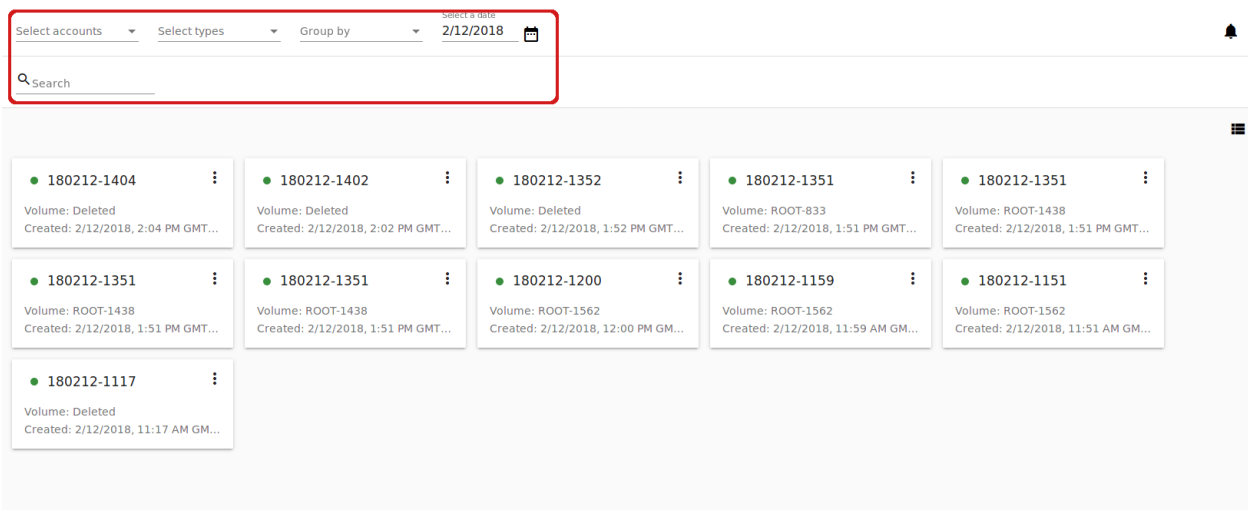 Select a date
Select accounts Select types Group by 2/12/2018
Search
180212-1404 180212-1402 180212-1352 180212-1351 180212-1351
Volume: Deleted Volume: Deleted Volume: Deleted Volume: ROOT-833 Volume: ROOT-1438
Created: 2/12/2018, 2:04 PM GMT... Created: 2/12/2018, 2:02 PM GMT... Created: 2/12/2018, 1:52 PM GMT... Created: 2/12/2018, 1:51 PM GMT... Created: 2/12/2018, 1:51 PM GMT...
180212-1351 180212-1351 180212-1200 180212-1159 180212-1151
Volume: ROOT-1438 Volume: ROOT-1438 Volume: ROOT-1562 Volume: ROOT-1562 Volume: ROOT-1562
Created: 2/12/2018, 1:51 PM GMT... Created: 2/12/2018, 1:51 PM GMT... Created: 2/12/2018, 12:00 PM GM... Created: 2/12/2018, 11:59 AM GM... Created: 2/12/2018, 11:51 AM GM...
180212-1117
Volume: Deleted
Created: 2/12/2018, 11:17 AM GM...